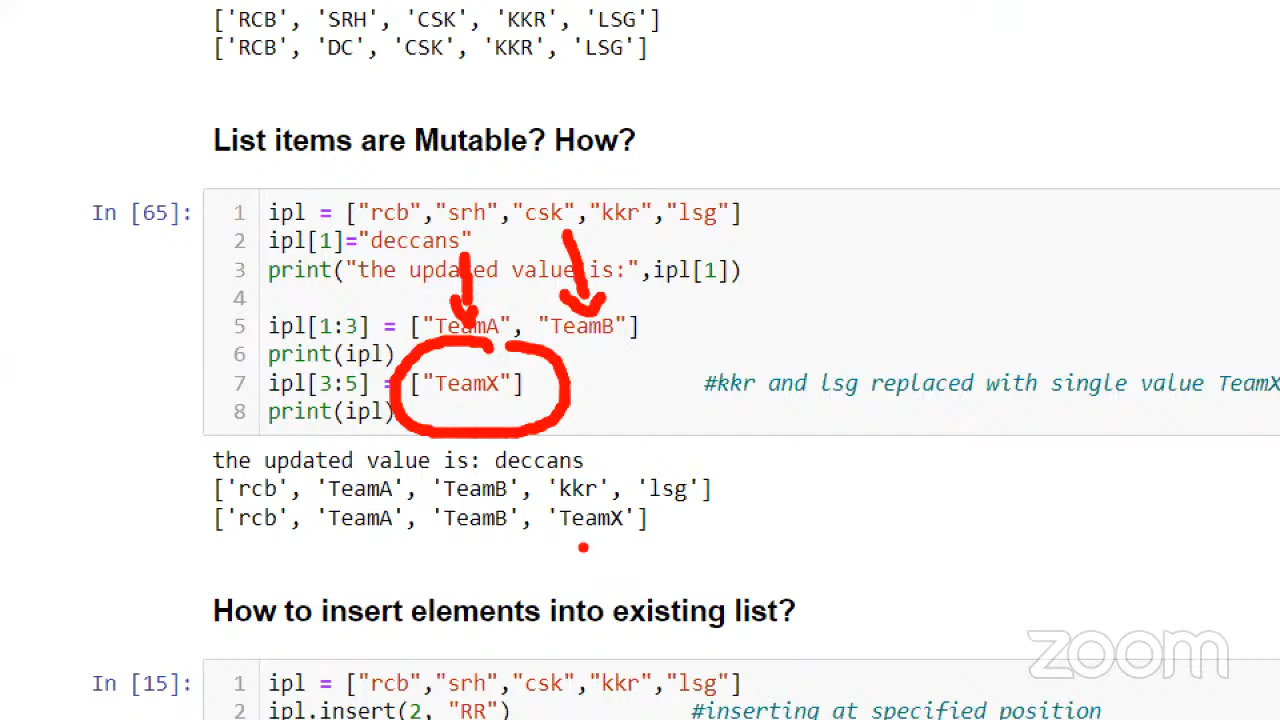 ['RCB', 'SRH', 'CSK', 'KKR', 'LSG']
['RCB', 'DC', 'CSK', 'KKR', 'LSG']
List items are Mutable? How?
In [65]:
1 ipl = ["rcb","srh","csk","kkr","lsg"]
2 ipl[1]="deccans"
3 print("the updated value is:",ipl[1])
4
5 ipl[1:3] = ["TeamA", "TeamB"]
6 print(ipl)
7 ipl[3:5] = ["TeamX"] #kkr and lsg replaced with single value TeamX
8 print(ipl)
the updated value is: deccans
['rcb', 'TeamA', 'TeamB', 'kkr', 'lsg']
['rcb', 'TeamA', 'TeamB', 'TeamX']
How to insert elements into existing list?
In [15]:
1 ipl = ["rcb","srh","csk","kkr","lsg"]
2 ipl.insert(2, "RR") #inserting at specified position
zoom